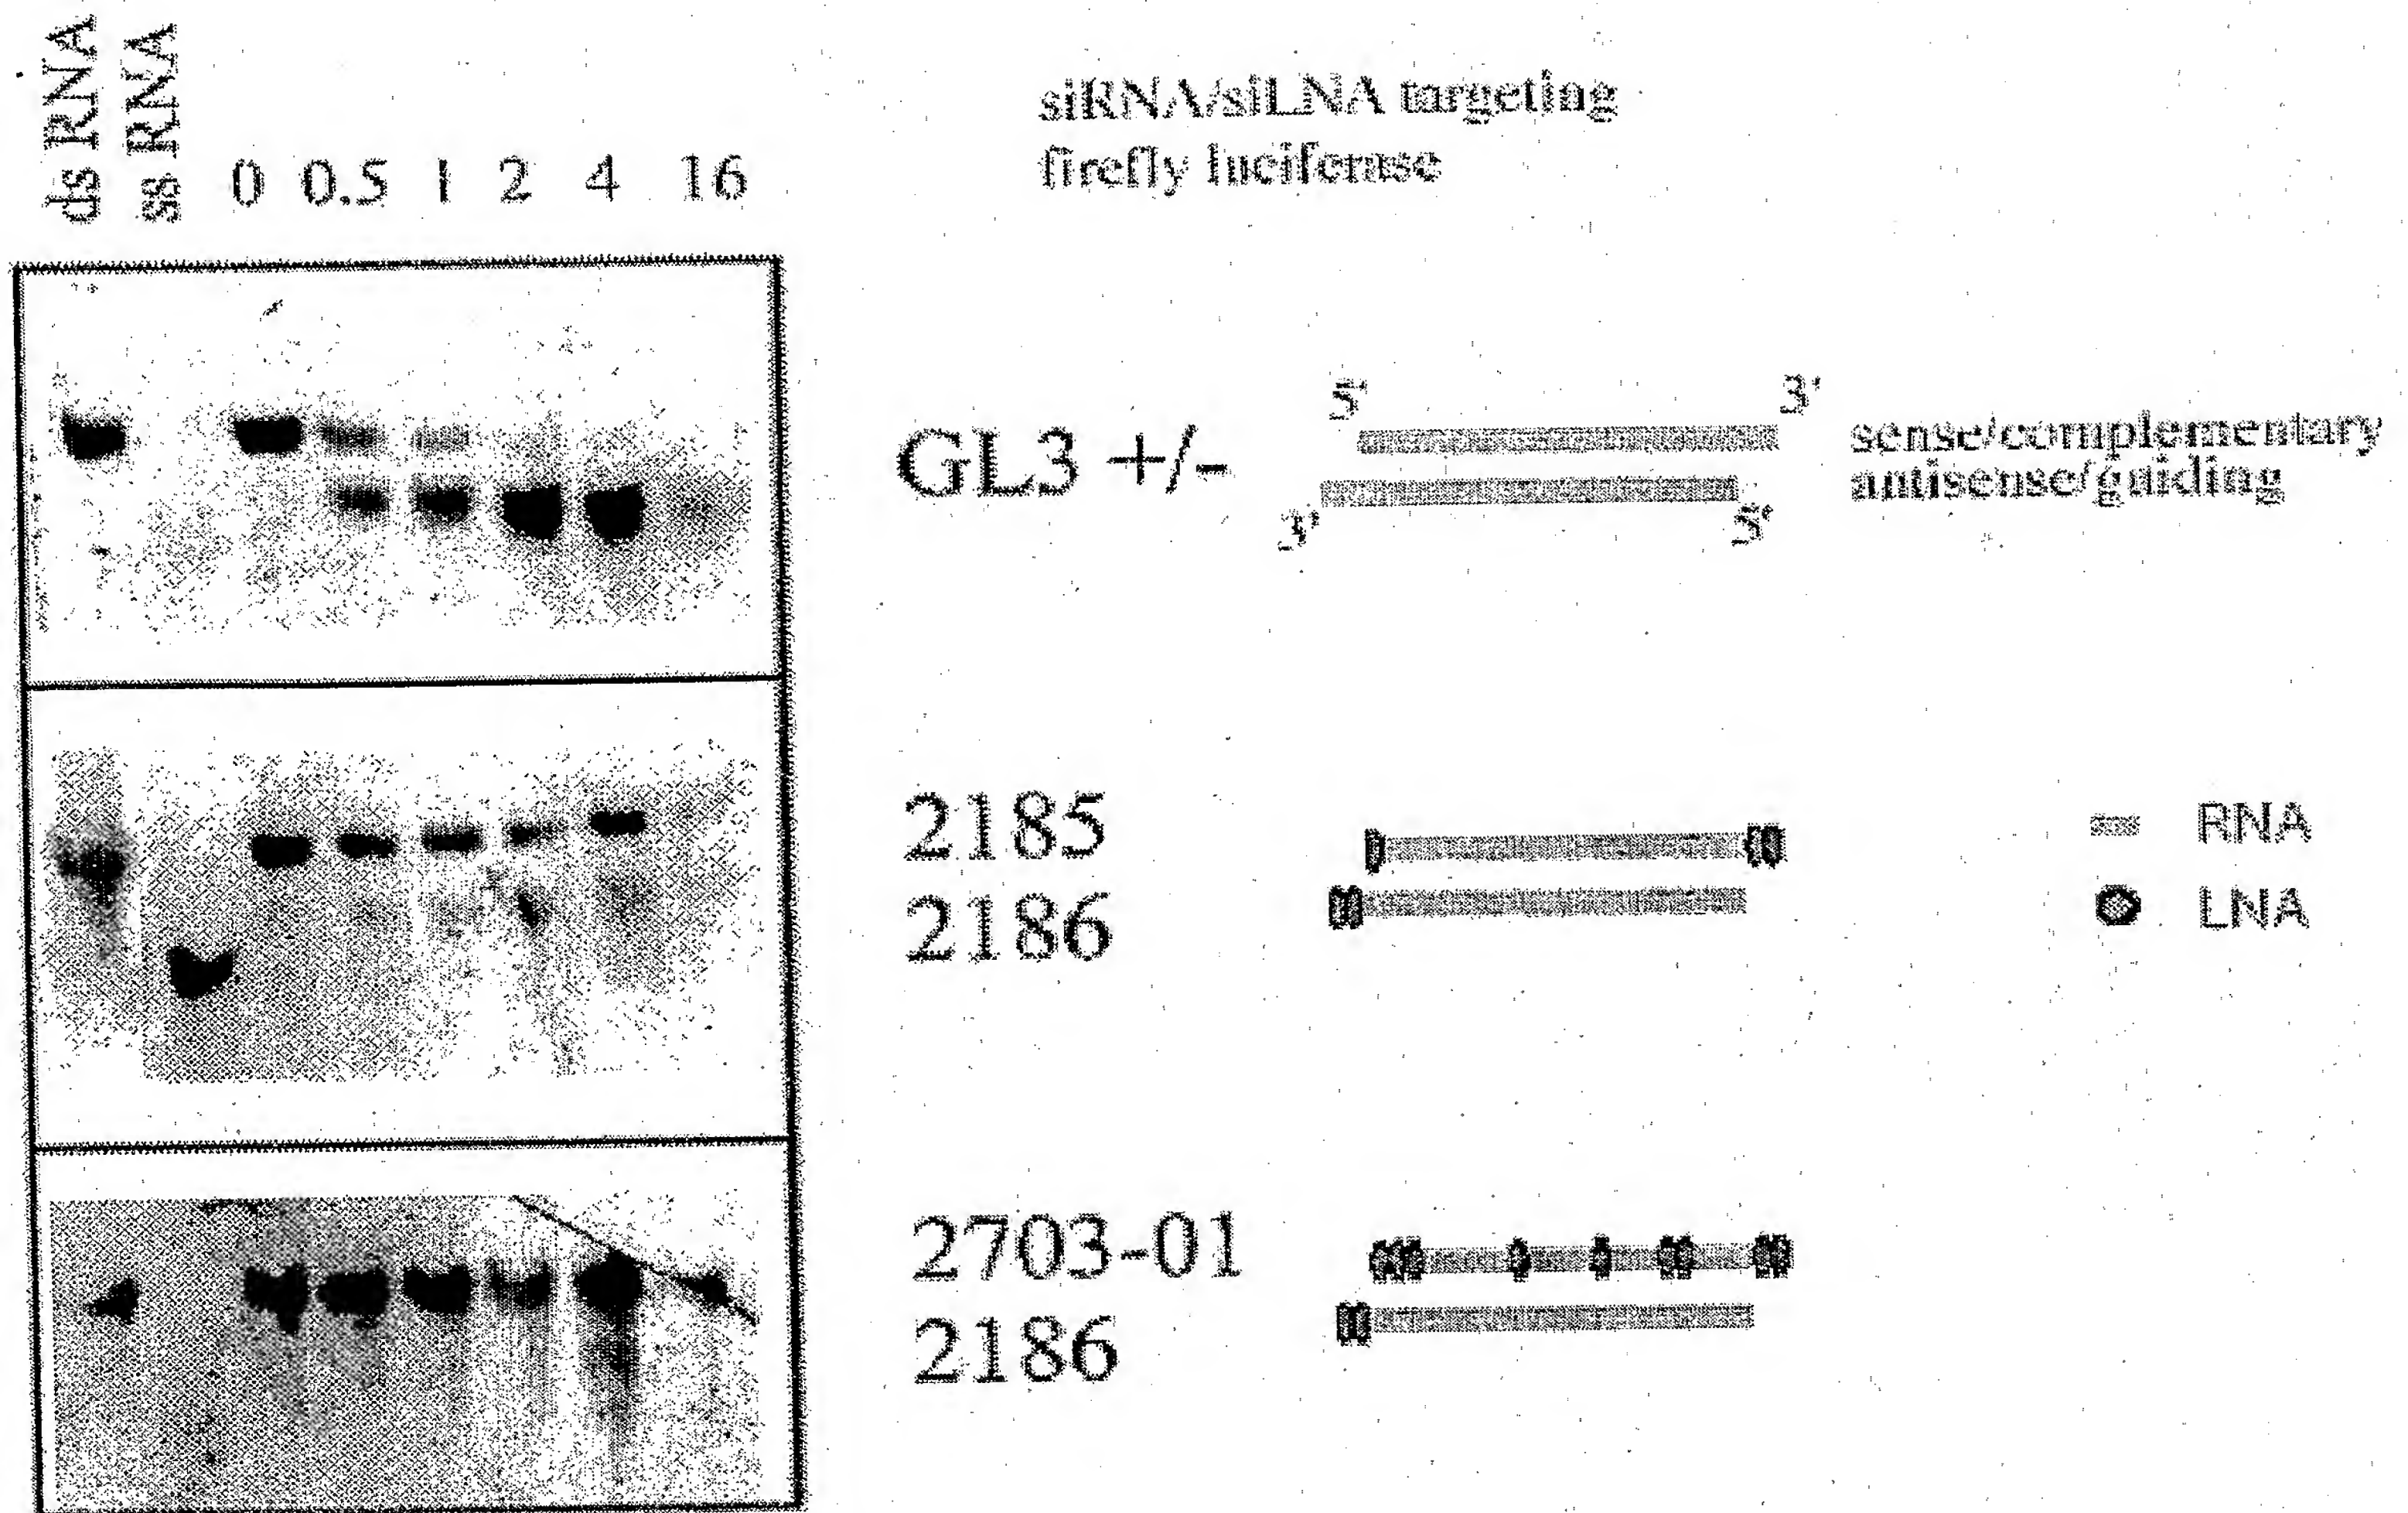 ds RNA
ss RNA
0 0.5 1 2 4 16
siRNA/siLNA targeting
firefly luciferase
GL3 +/-
5' 3'
3' 5'
sense/complementary
antisense/guiding
2185
2186
RNA
LNA
2703-01
2186